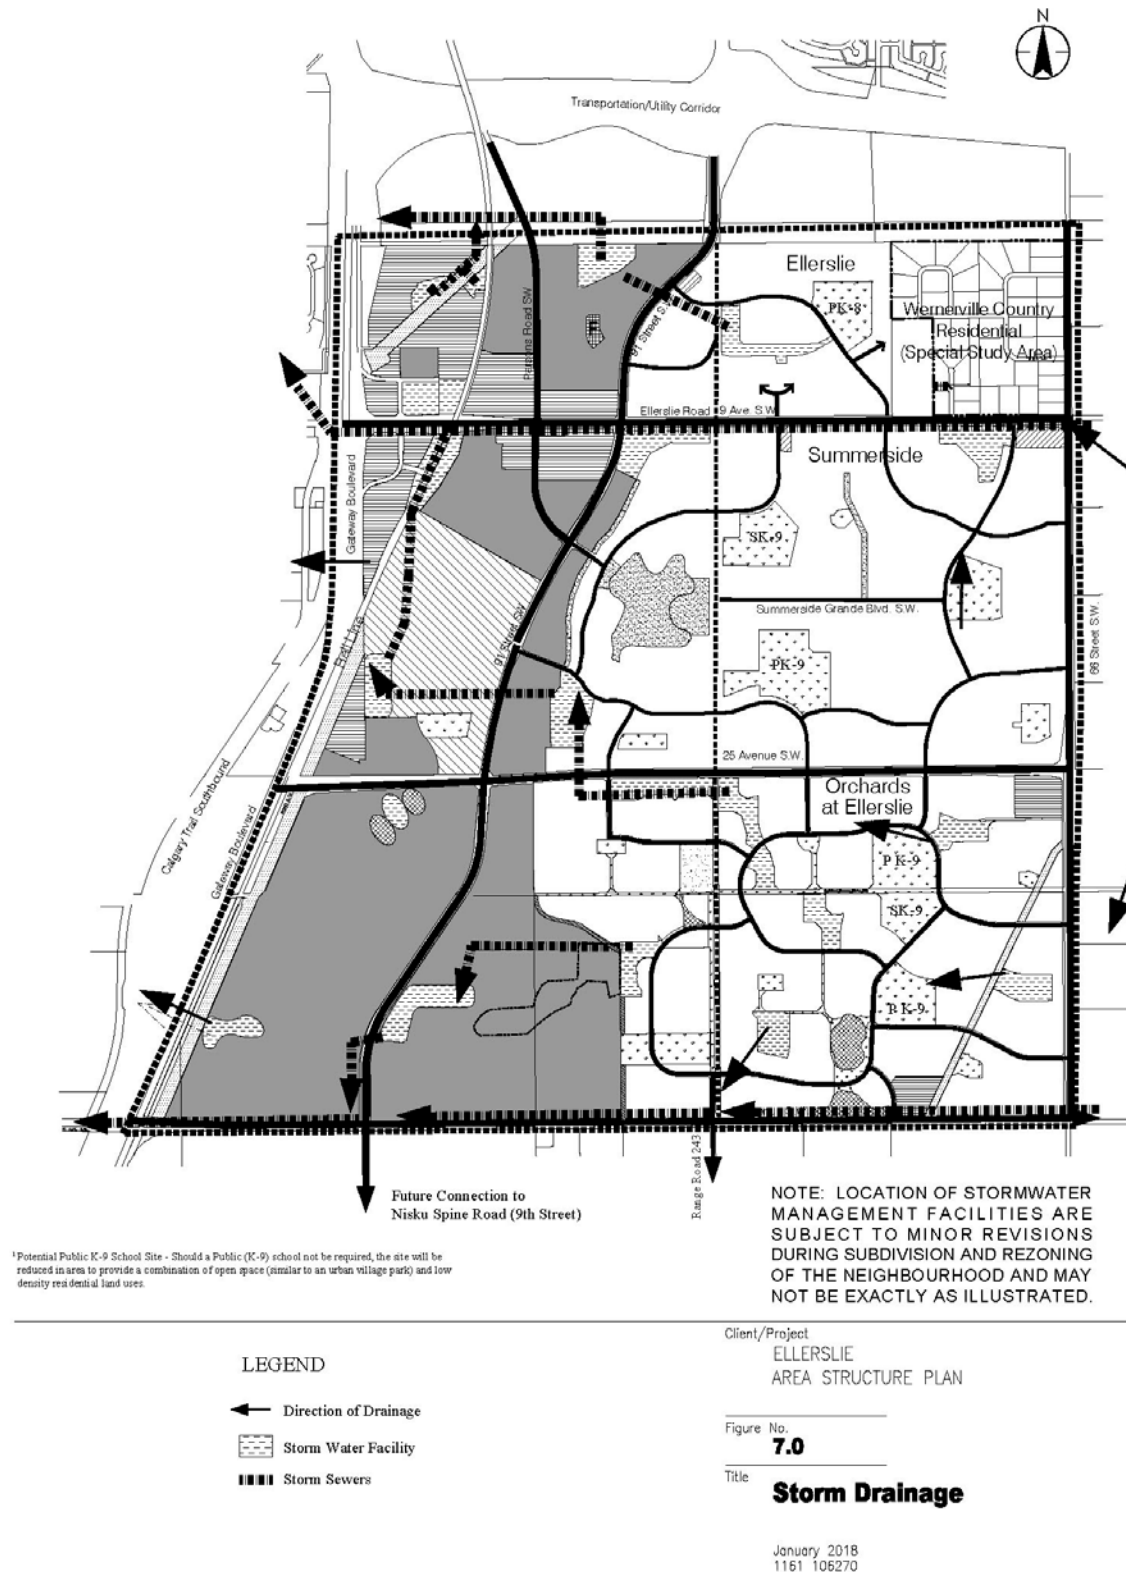 N
Transportation/Utility Corridor
Ellerslie
PK-8
Wernerville Country
Residential
(Special Study Area)
Parsons Road SW
E
91 Street S.W.
Ellerslie Road 9 Ave. S.W.
Summerside
Gateway Boulevard
SK-9
Summerside Grande Blvd. S.W.
66 Street S.W.
Rail Line
91 Street SW
PK-9
25 Avenue S.W.
Orchards
at Ellerslie
Calgary Trail Southbound
Gateway Boulevard
PK-9
SK-9
Range Road 243
Future Connection to
Nisku Spine Road (9th Street)
NOTE: LOCATION OF STORMWATER
MANAGEMENT FACILITIES ARE
SUBJECT TO MINOR REVISIONS
DURING SUBDIVISION AND REZONING
OF THE NEIGHBOURHOOD AND MAY
NOT BE EXACTLY AS ILLUSTRATED.
¹Potential Public K-9 School Site - Should a Public (K-9) school not be required, the site will be
reduced in area to provide a combination of open space (similar to an urban village park) and low
density residential land uses.
LEGEND
Direction of Drainage
Storm Water Facility
Storm Sewers
Client/Project
ELLERSLIE
AREA STRUCTURE PLAN
Figure No.
7.0
Title
Storm Drainage
January 2018
1161 106270